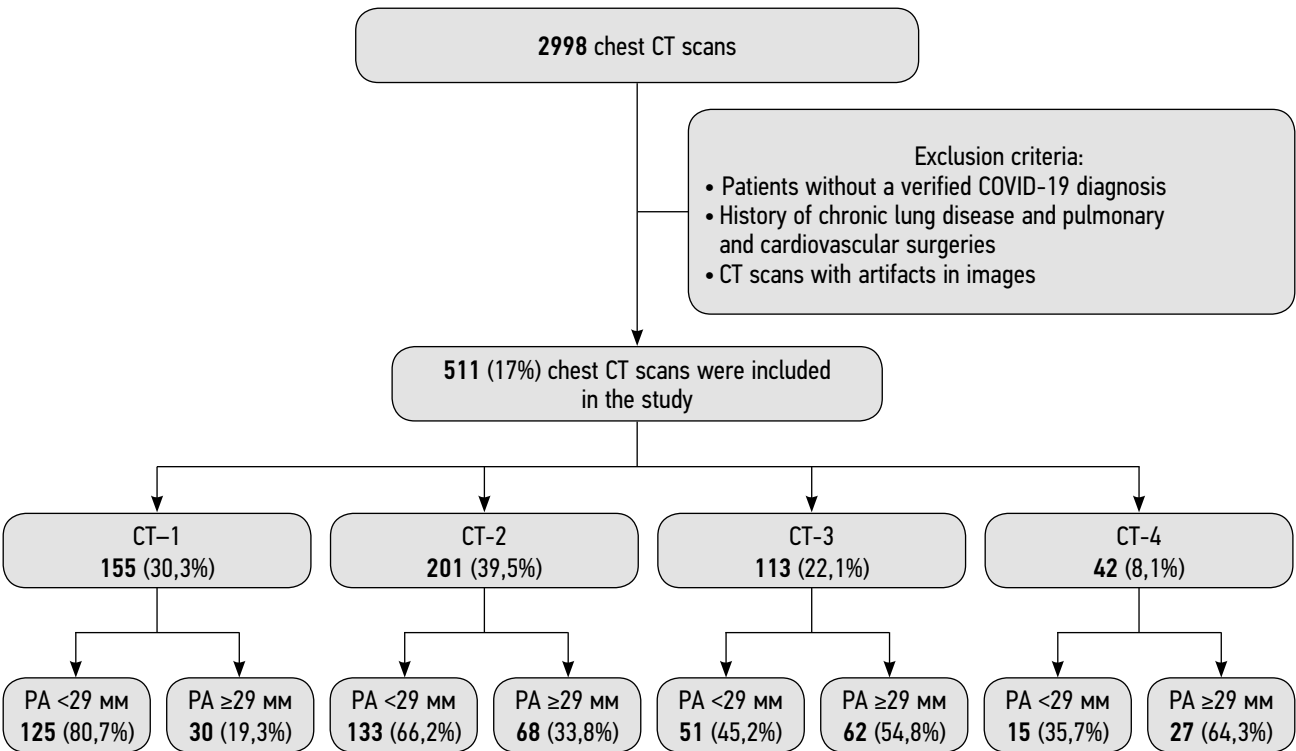 2998 chest CT scans
Exclusion criteria:
• Patients without a verified COVID-19 diagnosis
• History of chronic lung disease and pulmonary
and cardiovascular surgeries
• CT scans with artifacts in images
511 (17%) chest CT scans were included
in the study
CT–1
155 (30,3%)
CT-2
201 (39,5%)
CT-3
113 (22,1%)
CT-4
42 (8,1%)
PA <29 мм
125 (80,7%)
PA ≥29 мм
30 (19,3%)
PA <29 мм
133 (66,2%)
PA ≥29 мм
68 (33,8%)
PA <29 мм
51 (45,2%)
PA ≥29 мм
62 (54,8%)
PA <29 мм
15 (35,7%)
PA ≥29 мм
27 (64,3%)